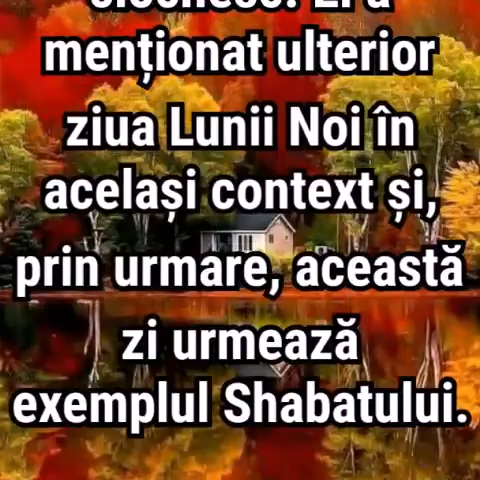 menționat ulterior
ziua Lunii Noi în
același context și,
prin urmare, această
zi urmează
exemplul Shabatului.